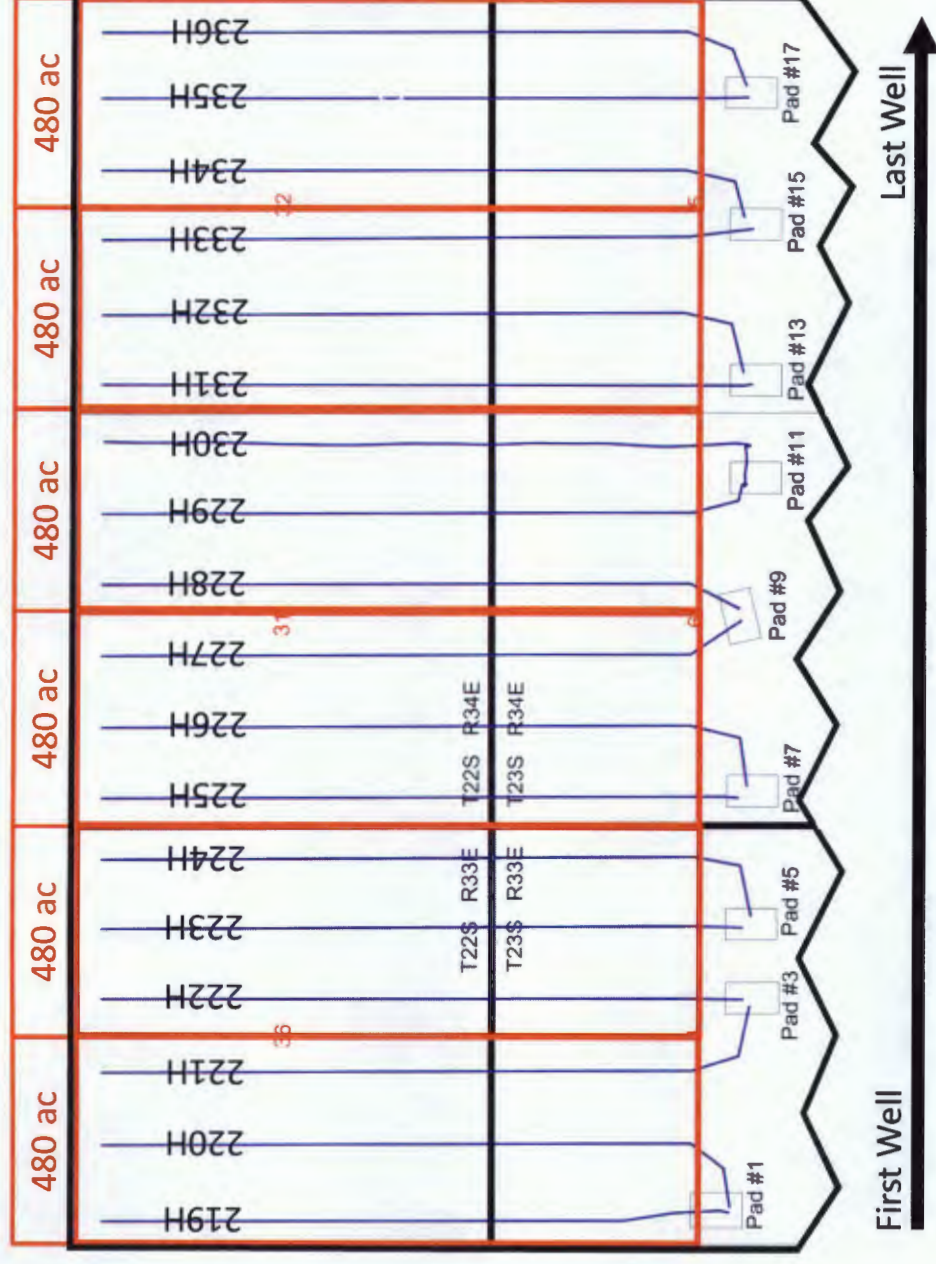 480 ac
480 ac
480 ac
480 ac
480 ac
480 ac
219H
220H
221H
222H
223H
224H
225H
226H
227H
228H
229H
230H
231H
232H
233H
234H
235H
236H
36
31
32
T22S R33E
T22S R34E
T23S R33E
T23S R34E
Pad #1
Pad #3
Pad #5
Pad #7
Pad #9
Pad #11
Pad #13
Pad #15
Pad #17
First Well
Last Well